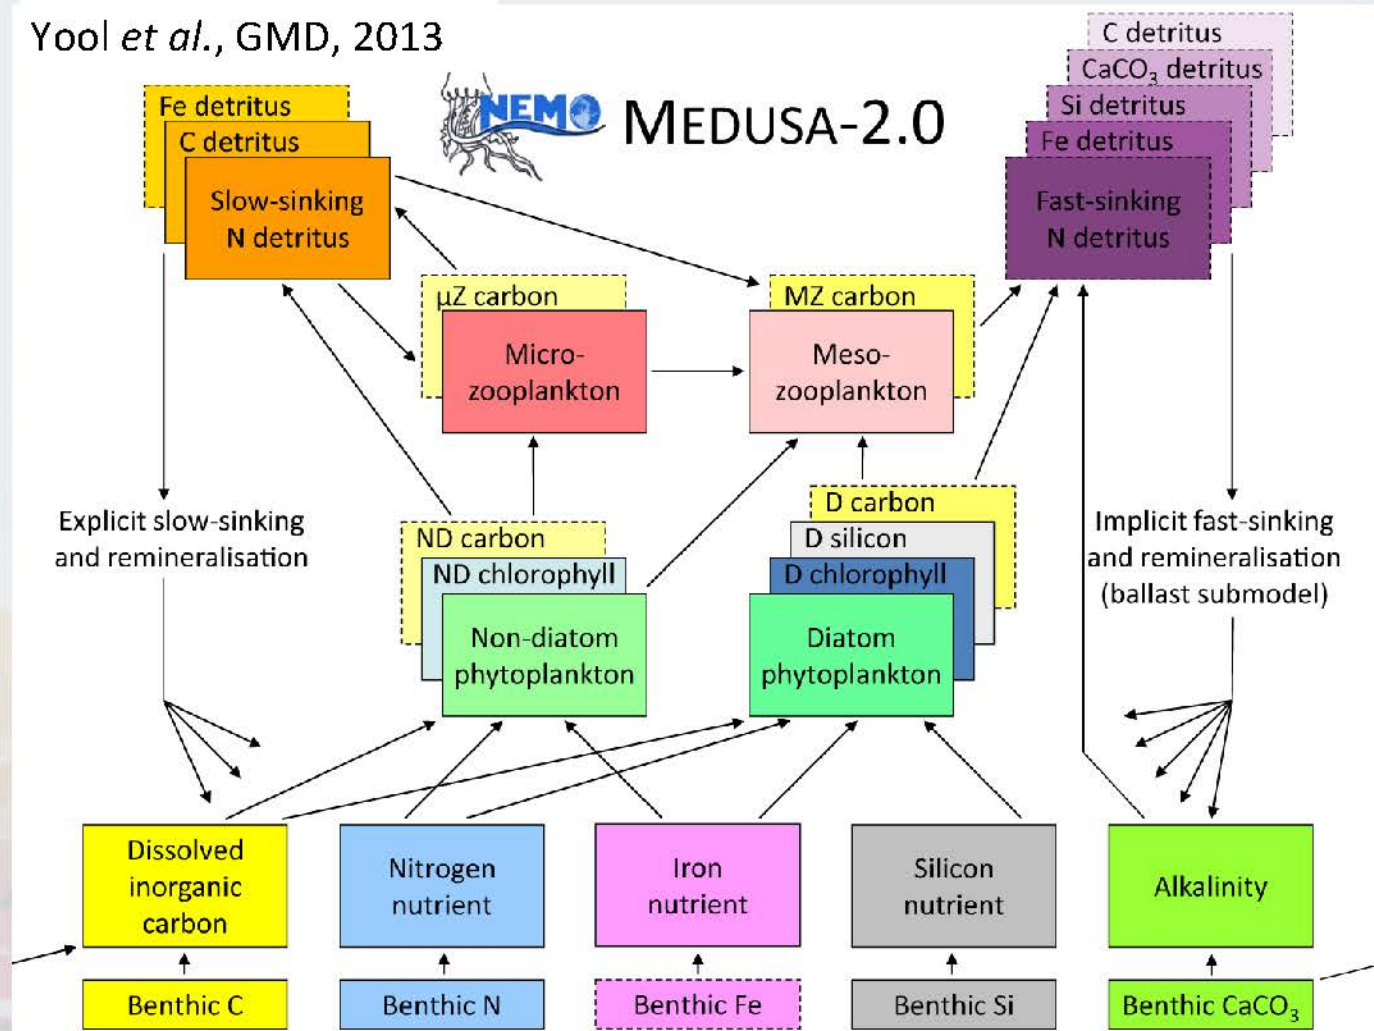 Yool et al., GMD, 2013
NEMO
MEDUSA-2.0
Fe detritus
C detritus
Slow-sinking
N detritus
C detritus
CaCO₃ detritus
Si detritus
Fe detritus
Fast-sinking
N detritus
µZ carbon
Micro-
zooplankton
MZ carbon
Meso-
zooplankton
Explicit slow-sinking
and remineralisation
ND carbon
ND chlorophyll
Non-diatom
phytoplankton
D carbon
D silicon
D chlorophyll
Diatom
phytoplankton
Implicit fast-sinking
and remineralisation
(ballast submodel)
Dissolved
inorganic
carbon
Nitrogen
nutrient
Iron
nutrient
Silicon
nutrient
Alkalinity
Benthic C
Benthic N
Benthic Fe
Benthic Si
Benthic CaCO₃